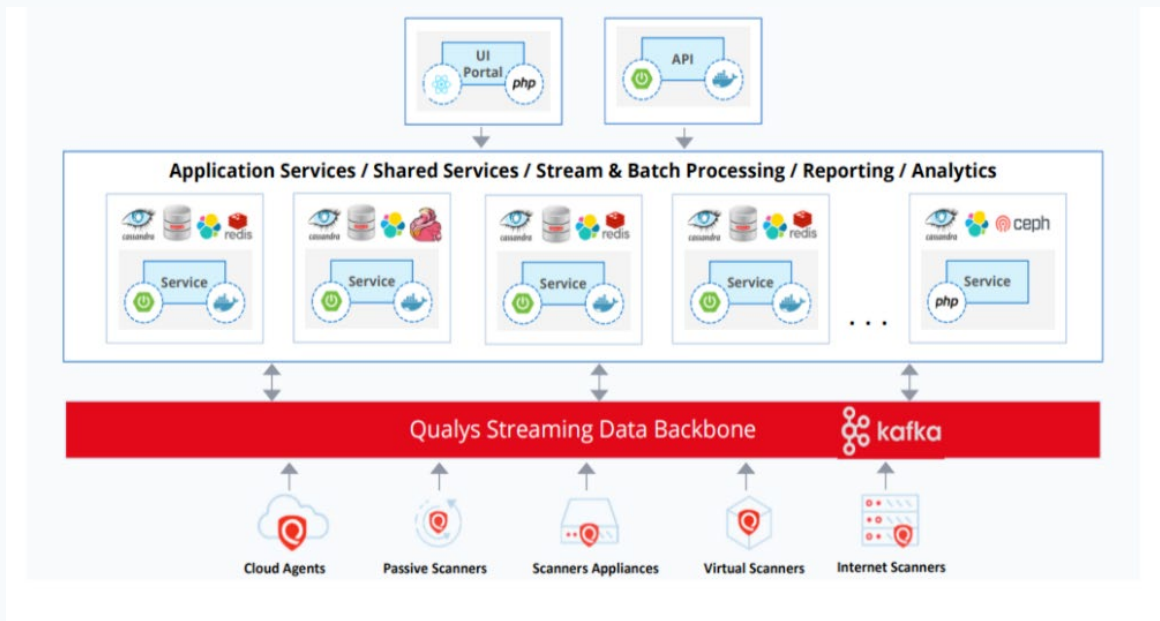 UI
Portal
php
API
Application Services / Shared Services / Stream & Batch Processing / Reporting / Analytics
cassandra
redis
cassandra
cassandra
redis
cassandra
redis
cassandra
ceph
Service
Service
Service
Service
Service
php
. . .
Qualys Streaming Data Backbone
kafka
Cloud Agents
Passive Scanners
Scanners Appliances
Virtual Scanners
Internet Scanners